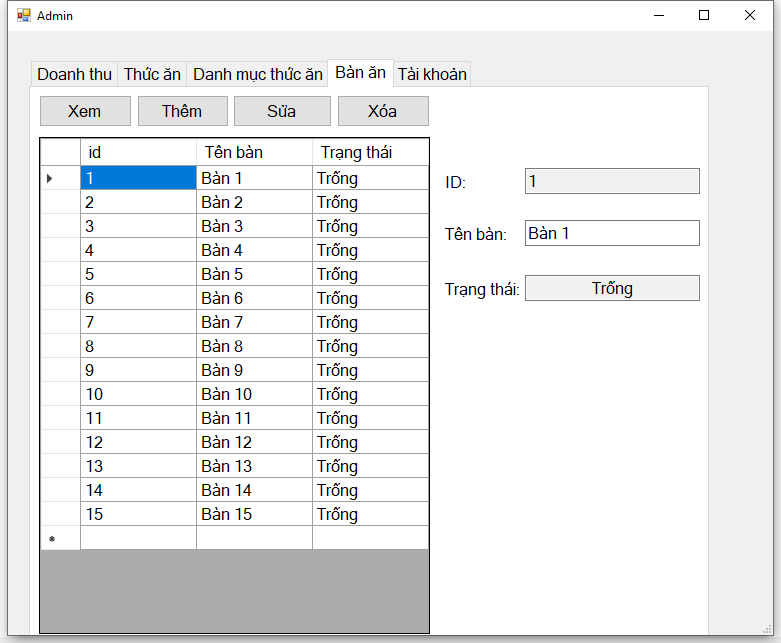 Admin
Doanh thu Thức ăn Danh mục thức ăn Bàn ăn Tài khoản
Xem Thêm Sửa Xóa
id Tên bàn Trạng thái
1 Bàn 1 Trống
2 Bàn 2 Trống
3 Bàn 3 Trống
4 Bàn 4 Trống
5 Bàn 5 Trống
6 Bàn 6 Trống
7 Bàn 7 Trống
8 Bàn 8 Trống
9 Bàn 9 Trống
10 Bàn 10 Trống
11 Bàn 11 Trống
12 Bàn 12 Trống
13 Bàn 13 Trống
14 Bàn 14 Trống
15 Bàn 15 Trống
ID: 1
Tên bàn: Bàn 1
Trạng thái: Trống